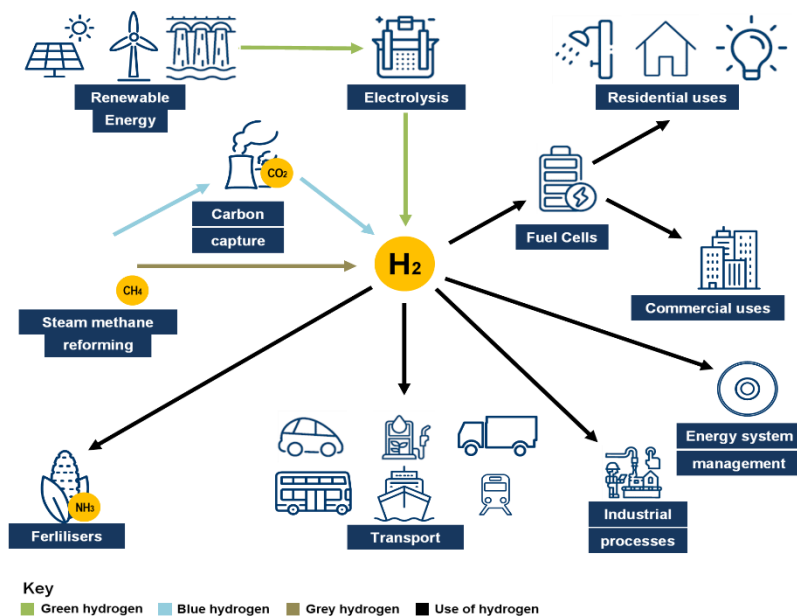 Renewable
Energy
Electrolysis
Residential uses
CO2
Carbon
capture
Fuel Cells
H2
CH4
Steam methane
reforming
Commercial uses
Energy system
management
NH3
Ferlilisers
Transport
Industrial
processes
Key
Green hydrogen
Blue hydrogen
Grey hydrogen
Use of hydrogen